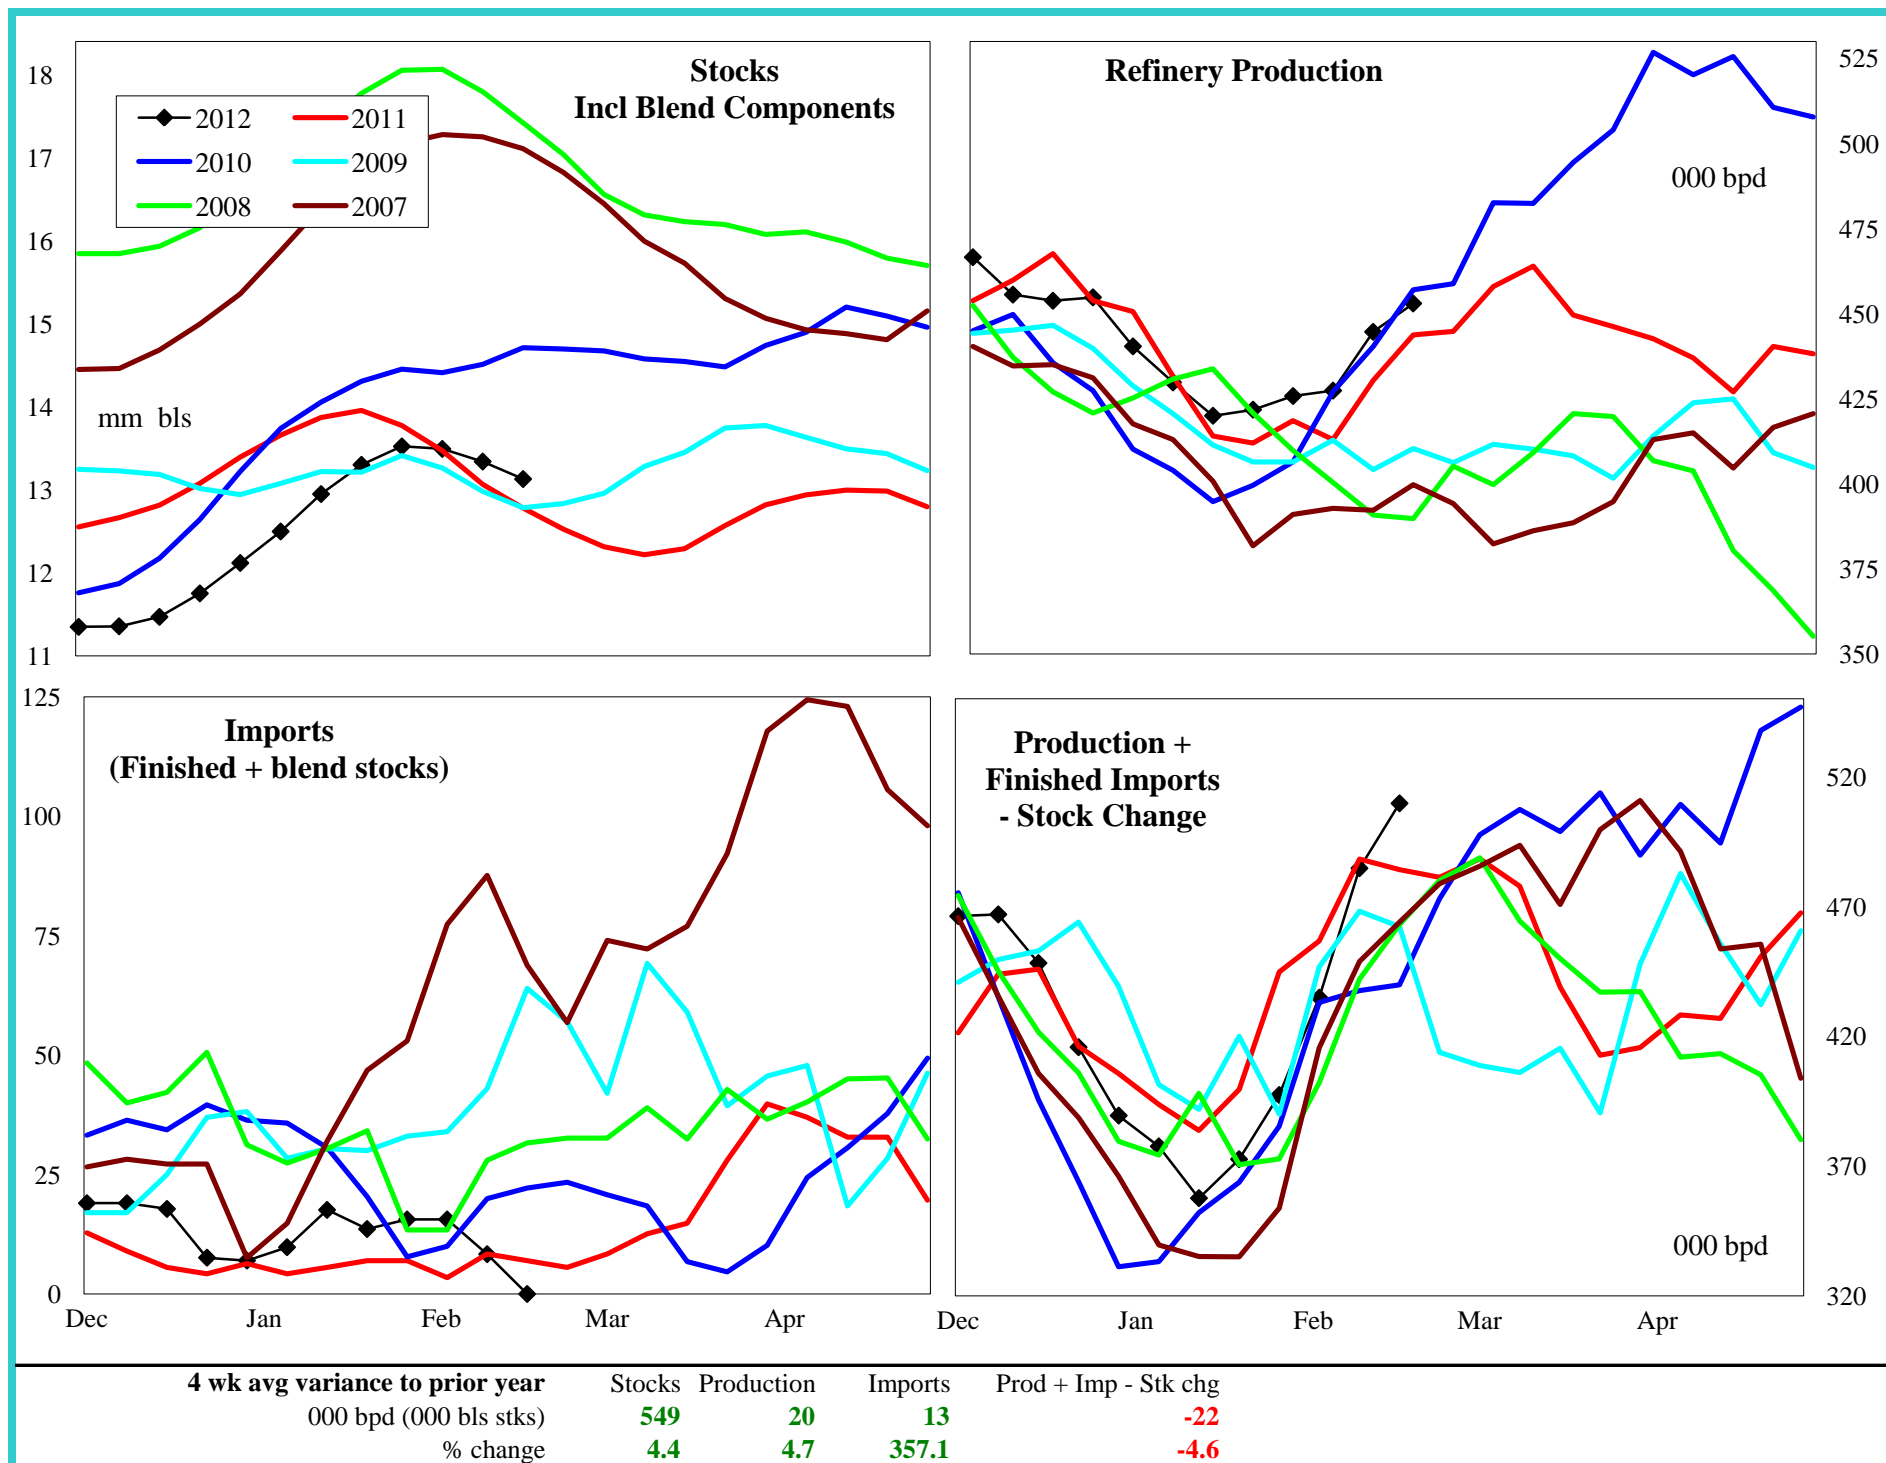 Stocks
Incl Blend Components
18
17
16
15
14
13
12
11
2012 2011
2010 2009
2008 2007
mm bls
Refinery Production
000 bpd
525
500
475
450
425
400
375
350
Imports
(Finished + blend stocks)
125
100
75
50
25
0
Dec Jan Feb Mar Apr
Production +
Finished Imports
- Stock Change
520
470
420
370
320
000 bpd
Dec Jan Feb Mar Apr
4 wk avg variance to prior year Stocks Production Imports Prod + Imp - Stk chg
000 bpd (000 bls stks) 549 20 13 -22
% change 4.4 4.7 357.1 -4.6